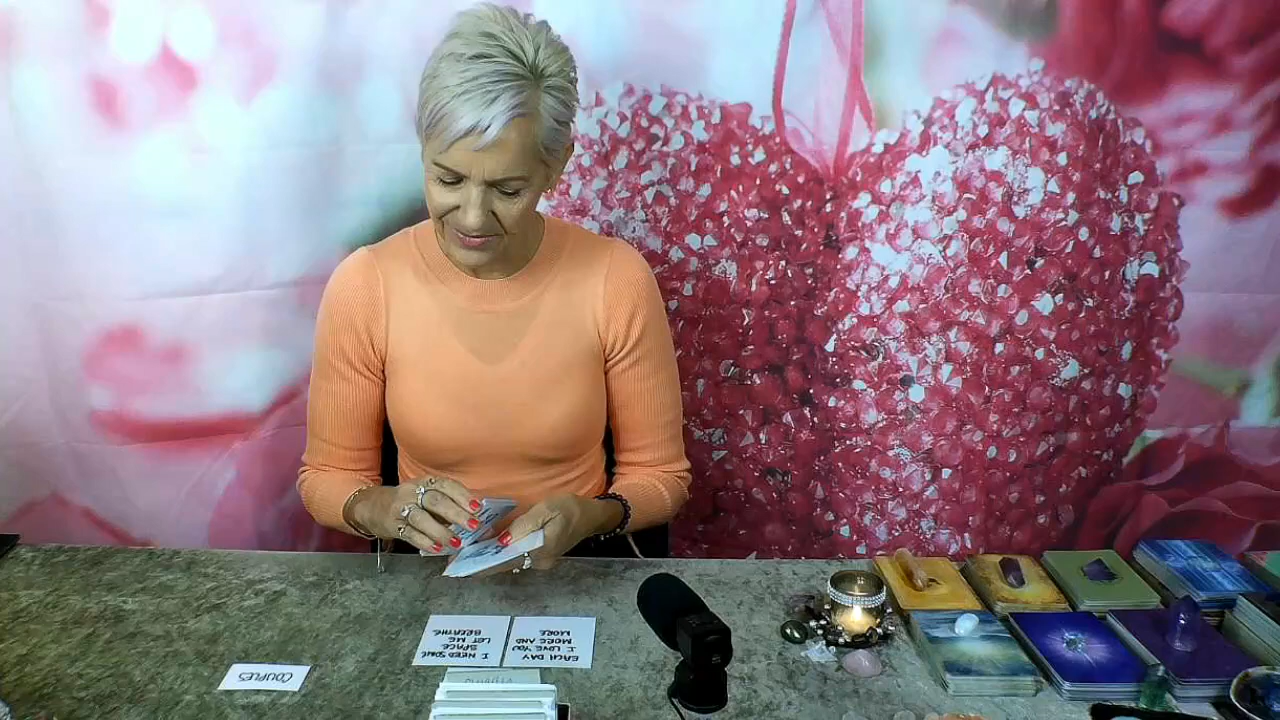 I NEED SOME
SPACE
LET ME
BREATHE
EACH DAY
I LOVE YOU
MORE AND
MORE
COUPLES